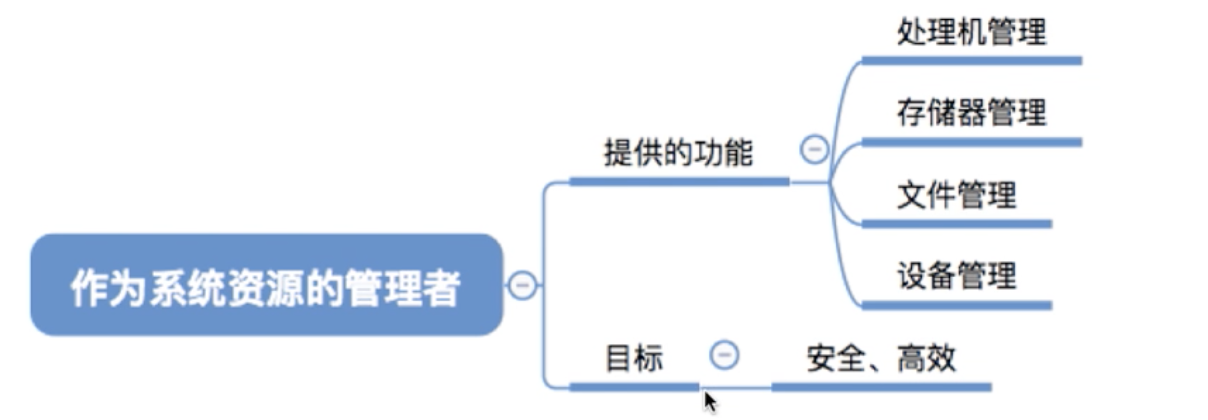 作为系统资源的管理者
提供的功能
处理机管理
存储器管理
文件管理
设备管理
目标
安全、高效